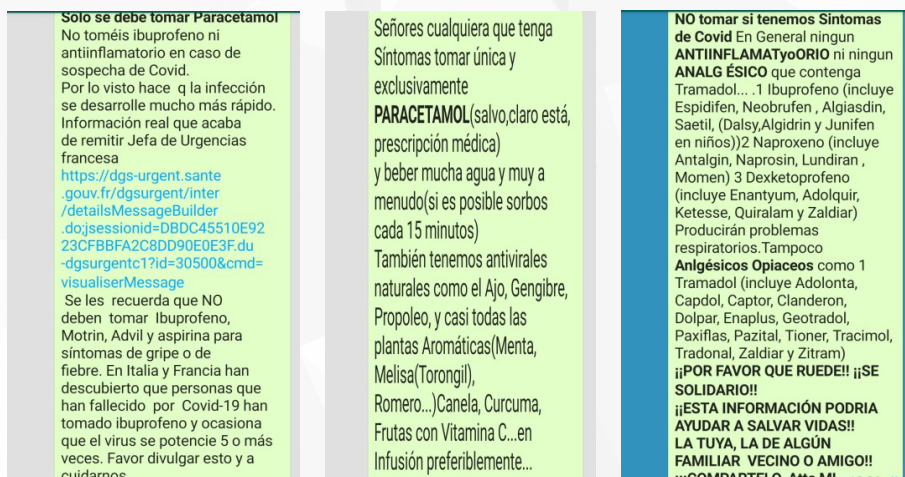 Solo se debe tomar Paracetamol
No toméis ibuprofeno ni
antiinflamatorio en caso de
sospecha de Covid.
Por lo visto hace  q la infección
se desarrolle mucho más rápido.
Información real que acaba
de remitir Jefa de Urgencias
francesa
https://dgs-urgent.sante
.gouv.fr/dgsurgent/inter
/detailsMessageBuilder
.do;jsessionid=DBDC45510E92
23CFBBFA2C8DD90E0E3F.du
-dgsurgentc1?id=30500&cmd=
visualiserMessage
Se les  recuerda que NO
deben  tomar  Ibuprofeno,
Motrin, Advil y aspirina para
síntomas de gripe o de
fiebre. En Italia y Francia han
descubierto que personas que
han fallecido  por  Covid-19 han
tomado ibuprofeno y ocasiona
que el virus se potencie 5 o más
veces. Favor divulgar esto y a
cuidarnos
Señores cualquiera que tenga
Síntomas tomar única y
exclusivamente
PARACETAMOL(salvo,claro está,
prescripción médica)
y beber mucha agua y muy a
menudo(si es posible sorbos
cada 15 minutos)
También tenemos antivirales
naturales como el Ajo, Gengibre,
Propoleo, y casi todas las
plantas Aromáticas(Menta,
Melisa(Torongil),
Romero...)Canela, Curcuma,
Frutas con Vitamina C...en
Infusión preferiblemente...
NO tomar si tenemos Sintomas
de Covid En General ningun
ANTIINFLAMATyoORIO ni ningun
ANALG ÉSICO que contenga
Tramadol... .1 Ibuprofeno (incluye
Espidifen, Neobrufen , Algiasdin,
Saetil, (Dalsy,Algidrin y Junifen
en niños))2 Naproxeno (incluye
Antalgin, Naprosin, Lundiran ,
Momen) 3 Dexketoprofeno
(incluye Enantyum, Adolquir,
Ketesse, Quiralam y Zaldiar)
Producirán problemas
respiratorios.Tampoco
Anlgésicos Opiaceos como 1
Tramadol (incluye Adolonta,
Capdol, Captor, Clanderon,
Dolpar, Enaplus, Geotradol,
Paxiflas, Pazital, Tioner, Tracimol,
Tradonal, Zaldiar y Zitram)
¡¡POR FAVOR QUE RUEDE!! ¡¡SE
SOLIDARIO!!
¡¡ESTA INFORMACIÓN PODRIA
AYUDAR A SALVAR VIDAS!!
LA TUYA, LA DE ALGÚN
FAMILIAR  VECINO O AMIGO!!